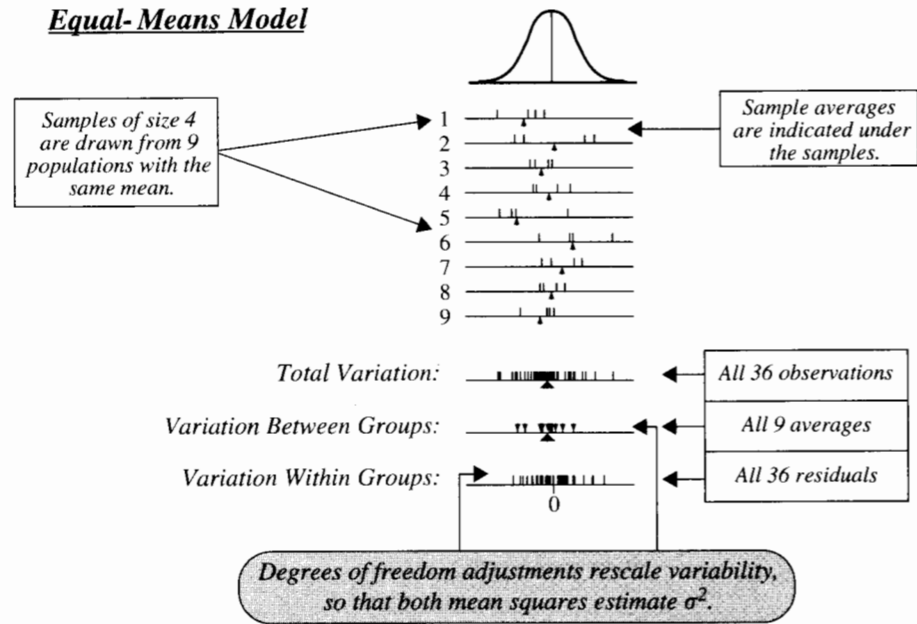 Equal- Means Model
Samples of size 4
are drawn from 9
populations with the
same mean.
Sample averages
are indicated under
the samples.
1
2
3
4
5
6
7
8
9
Total Variation:
All 36 observations
Variation Between Groups:
All 9 averages
Variation Within Groups:
All 36 residuals
0
Degrees of freedom adjustments rescale variability,
so that both mean squares estimate σ².